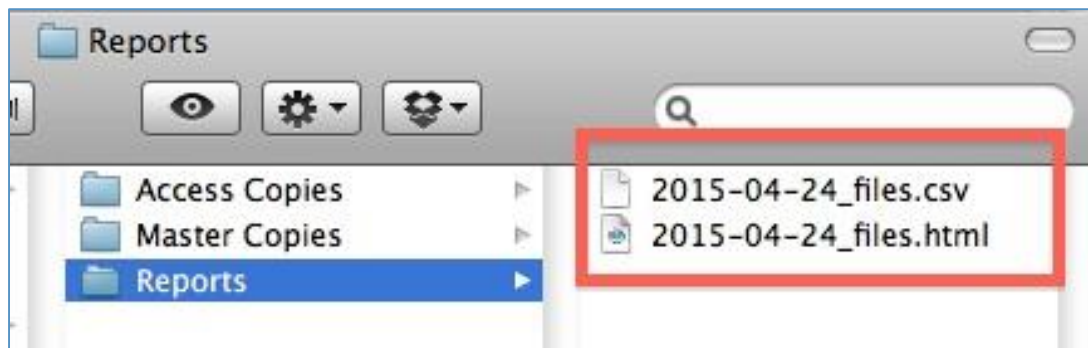 Reports
Access Copies
Master Copies
Reports
2015-04-24_files.csv
2015-04-24_files.html